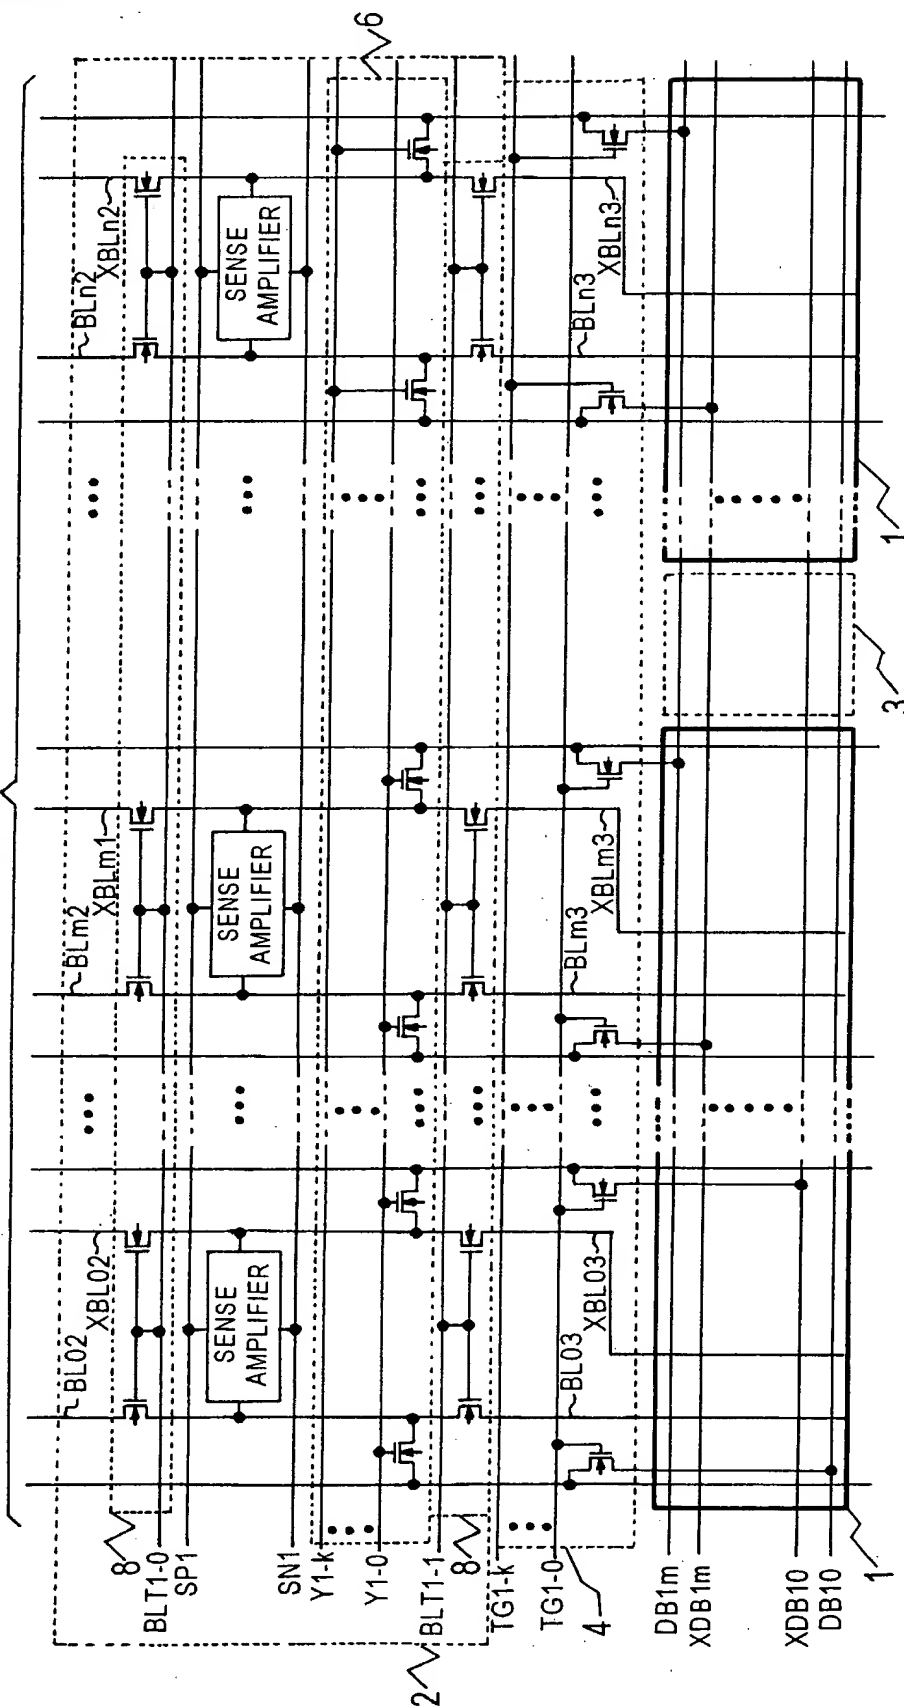 6
BLn2
XBLn2
SENSE
AMPLIFIER
BLn3
XBLn3
1
3
BLm2
XBLm1
SENSE
AMPLIFIER
BLm3
XBLm3
BL02
XBL02
SENSE
AMPLIFIER
BL03
XBL03
8
BLT1-0
SP1
SN1
Y1-k
Y1-0
BLT1-1
8
TG1-k
TG1-0
4
2
DB1m
XDB1m
XDB10
DB10
1